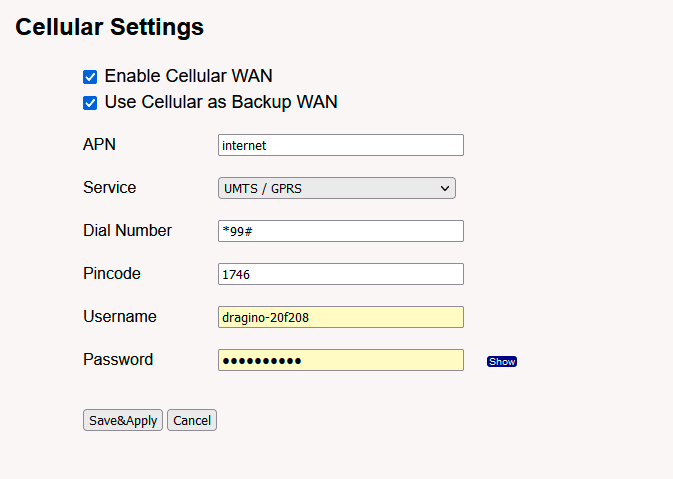 Cellular Settings
Enable Cellular WAN
Use Cellular as Backup WAN
APN internet
Service UMTS / GPRS
Dial Number *99#
Pincode 1746
Username dragino-20f208
Password ●●●●●●●●●● Show
Save&Apply Cancel